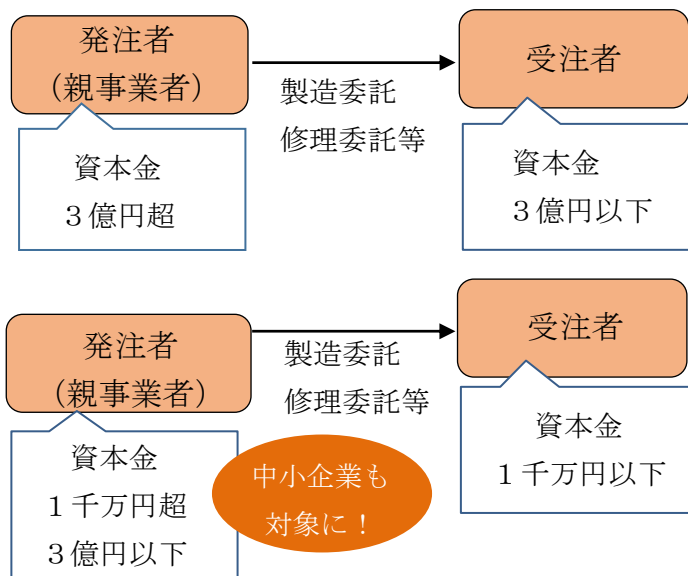 発注者
（親事業者）
製造委託
修理委託等
受注者
資本金
３億円超
資本金
３億円以下
発注者
（親事業者）
製造委託
修理委託等
受注者
資本金
１千万円超
３億円以下
中小企業も
対象に！
資本金
１千万円以下